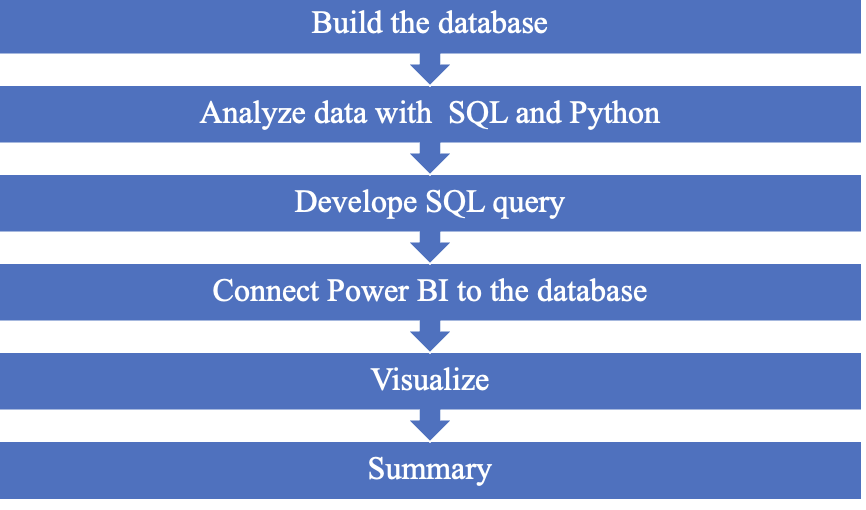 Build the database
Analyze data with  SQL and Python
Develope SQL query
Connect Power BI to the database
Visualize
Summary